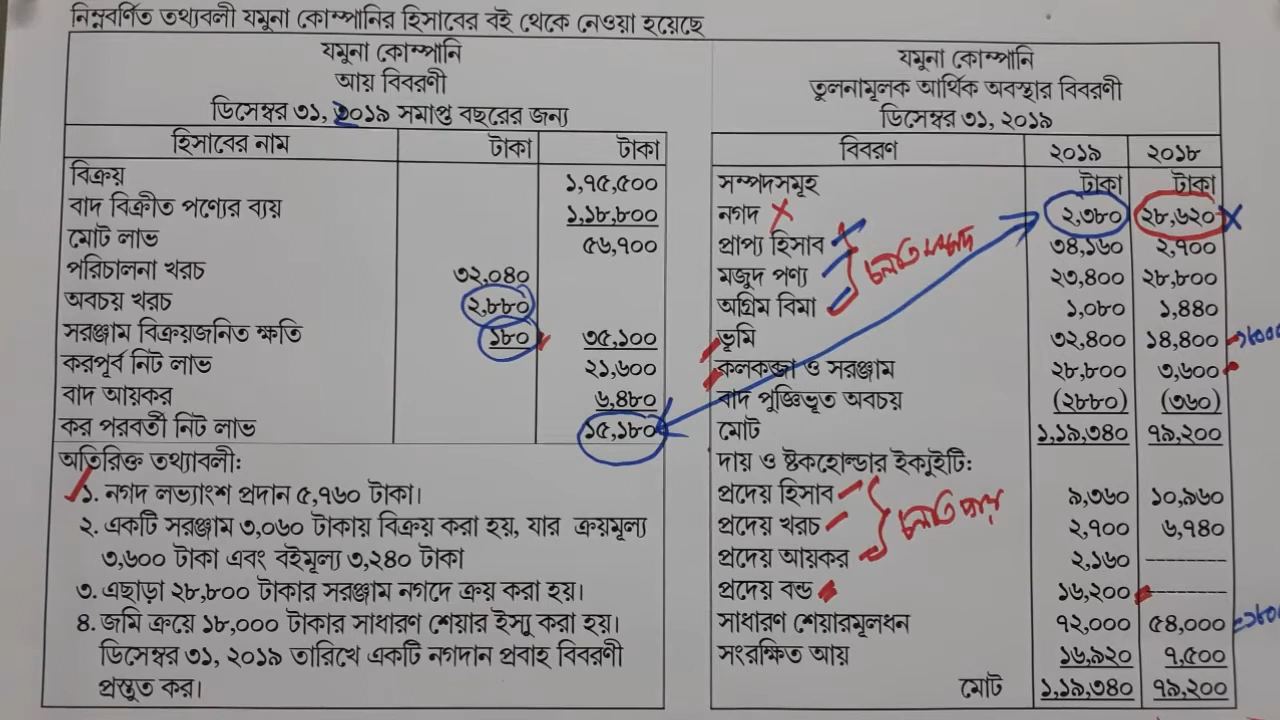 নিম্নবর্ণিত তথ্যাবলী যমুনা কোম্পানির হিসাবের বই থেকে নেওয়া হয়েছে
যমুনা কোম্পানি
আয় বিবরণী
ডিসেম্বর ৩১, ২০১৯ সমাপ্ত বছরের জন্য
হিসাবের নাম টাকা টাকা
বিক্রয় ১,৭৫,৫০০
বাদ বিক্রীত পণ্যের ব্যয় ১,১৮,৮০০
মোট লাভ ৫৬,৭০০
পরিচালনা খরচ ৩২,০৪০
অবচয় খরচ ২,৮৮০
সরঞ্জাম বিক্রয়জনিত ক্ষতি ১৮০ ৩৫,১০০
করপূর্ব নিট লাভ ২১,৬০০
বাদ আয়কর ৬,৪৮০
কর পরবর্তী নিট লাভ ১৫,১৮০
অতিরিক্ত তথ্যাবলী:
১. নগদ লভ্যাংশ প্রদান ৫,৭৬০ টাকা।
২. একটি সরঞ্জাম ৩,০৬০ টাকায় বিক্রয় করা হয়, যার ক্রয়মূল্য
৩,৬০০ টাকা এবং বইমূল্য ৩,২৪০ টাকা
৩. এছাড়া ২৮,৮০০ টাকার সরঞ্জাম নগদে ক্রয় করা হয়।
৪. জমি ক্রয়ে ১৮,০০০ টাকার সাধারণ শেয়ার ইস্যু করা হয়।
ডিসেম্বর ৩১, ২০১৯ তারিখে একটি নগদান প্রবাহ বিবরণী
প্রস্তুত কর।
যমুনা কোম্পানি
তুলনামূলক আর্থিক অবস্থার বিবরণী
ডিসেম্বর ৩১, ২০১৯
বিবরণ ২০১৯ ২০১৮
সম্পদসমূহ টাকা টাকা
নগদ ২,৩৪০ ২৮,৬২০
প্রাপ্য হিসাব ৩৪,১৬০ ২,৭০০
মজুদ পণ্য ২৩,৪০০ ২৮,৮০০
অগ্রিম বিমা ১,০৮০ ১,৪৪০
চলতি সম্পদ
ভূমি ৩২,৪০০ ১৪,৪০০
কলকব্জা ও সরঞ্জাম ২৮,৮০০ ৩,৬০০
বাদ পুঞ্জিভূত অবচয় (২৮৮০) (৩৬০)
মোট ১,১৯,৩৪০ ৭৯,২০০
দায় ও ষ্টকহোল্ডার ইক্যুইটি:
প্রদেয় হিসাব ৯,৩৬০ ১০,৯৬০
প্রদেয় খরচ ২,৭০০ ৬,৭৪০
প্রদেয় আয়কর ২,১৬০ ----------
চলতি দায়
প্রদেয় বন্ড ১৬,২০০ ----------
সাধারণ শেয়ারমূলধন ৭২,০০০ ৫৪,০০০
সংরক্ষিত আয় ১৬,৯২০ ৭,৫০০
মোট ১,১৯,৩৪০ ৭৯,২০০